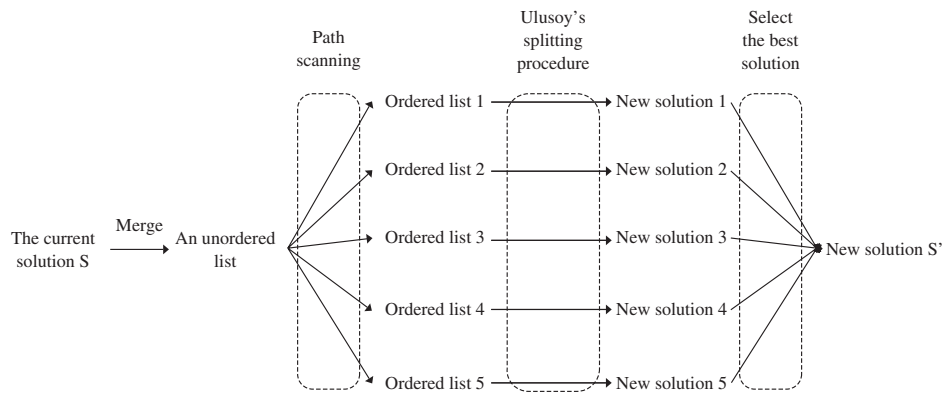 Path
scanning
Ulusoy's
splitting
procedure
Select
the best
solution
Ordered list 1
New solution 1
Ordered list 2
New solution 2
The current
solution S
Merge
An unordered
list
Ordered list 3
New solution 3
New solution S'
Ordered list 4
New solution 4
Ordered list 5
New solution 5